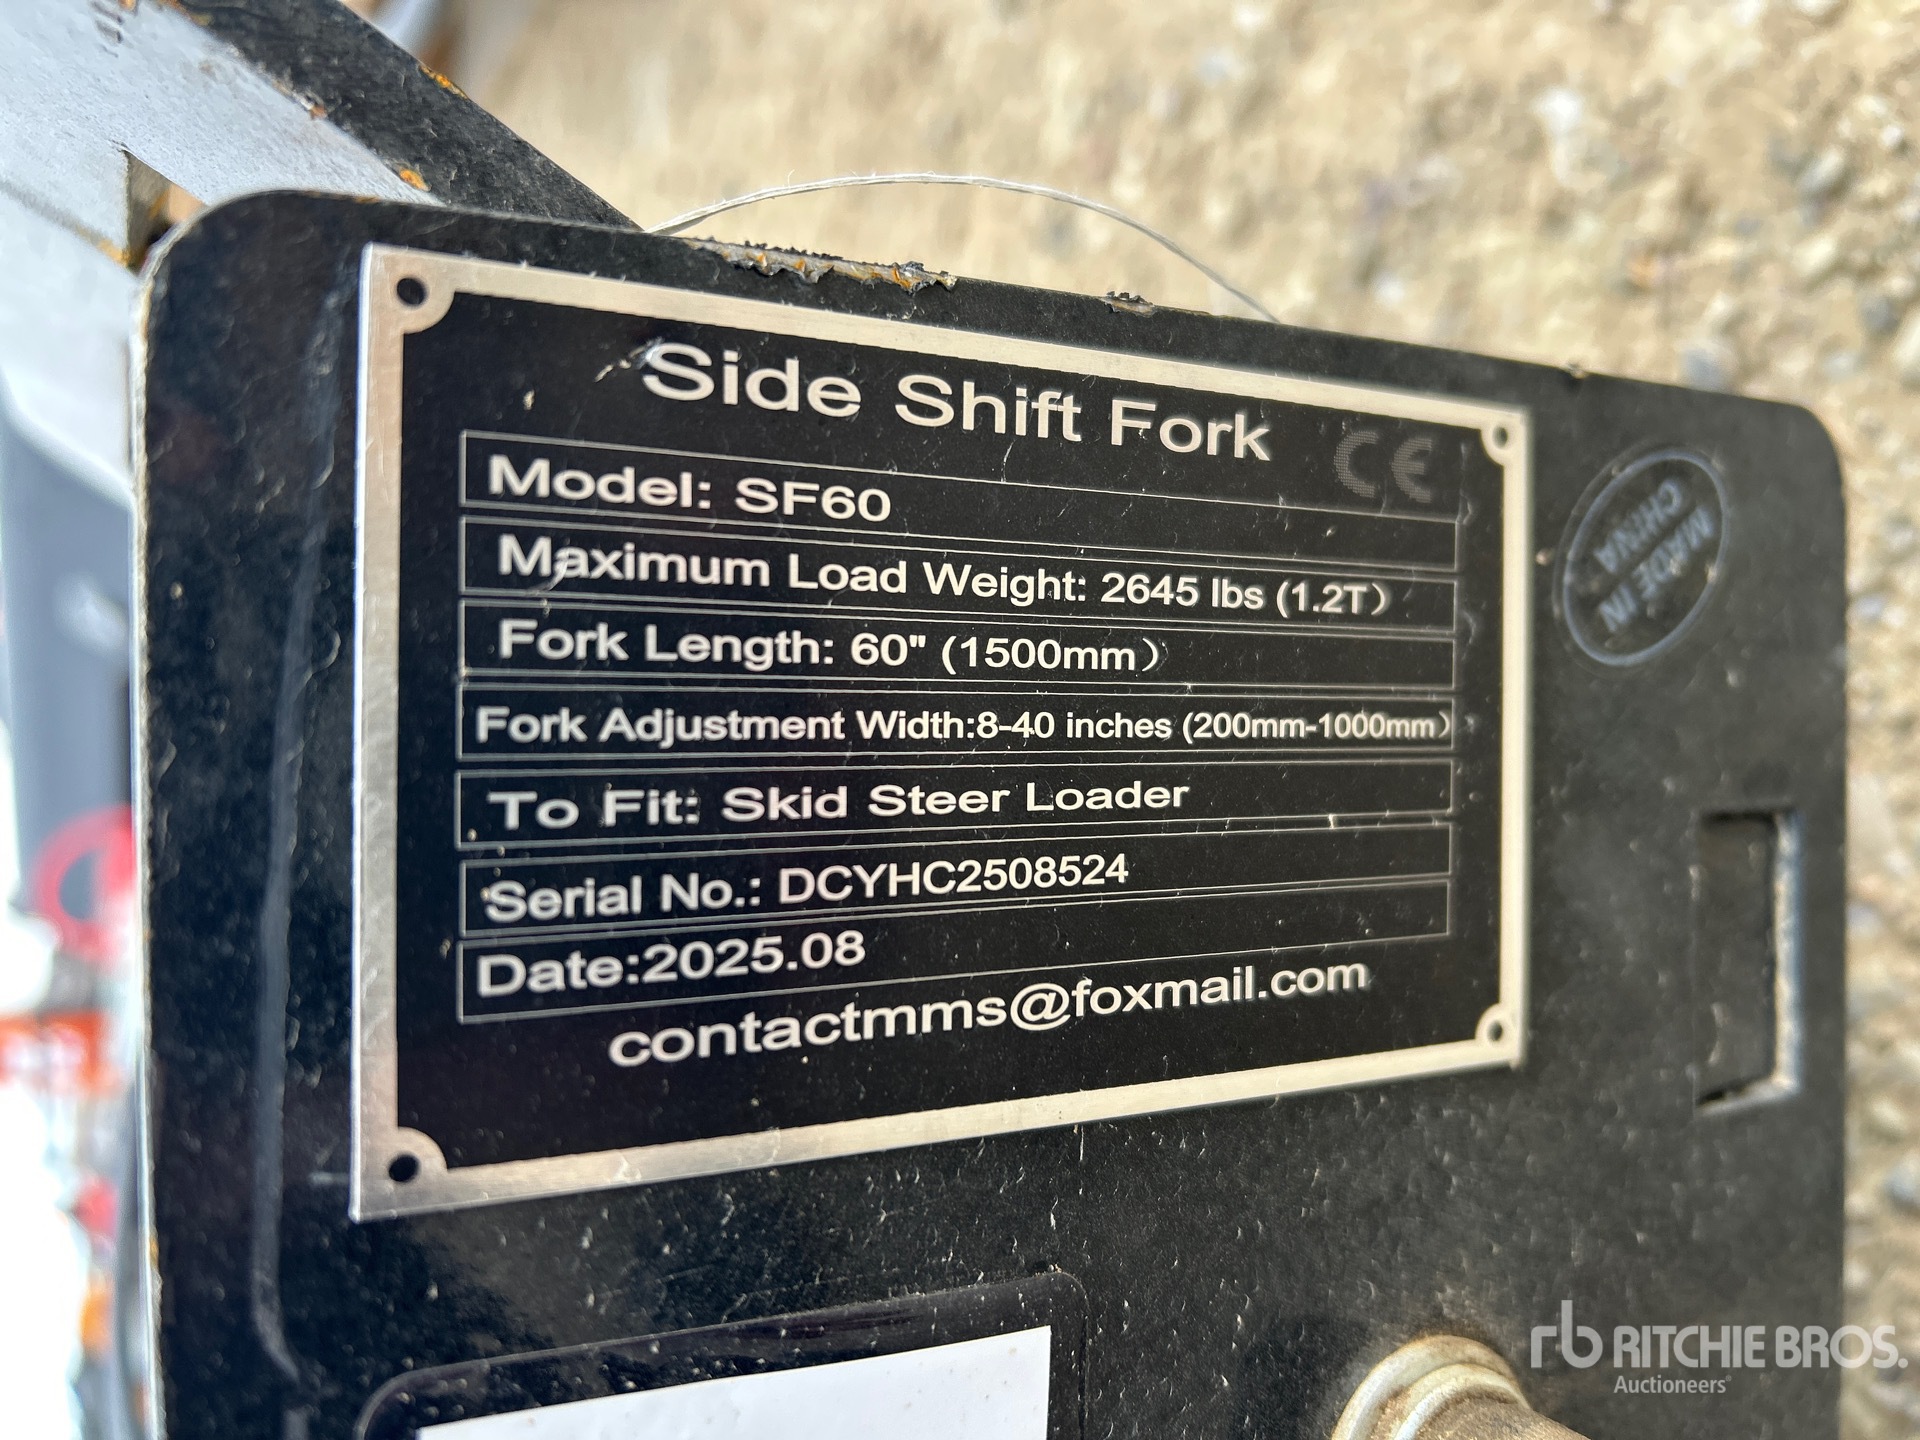 Side Shift Fork
CE
Model: SF60
Maximum Load Weight: 2645 lbs (1.2T）
Fork Length: 60" (1500mm）
Fork Adjustment Width:8-40 inches (200mm-1000mm）
To Fit: Skid Steer Loader
Serial No.: DCYHC2508524
Date:2025.08
contactmms@foxmail.com
MADE IN
CHINA
rb RITCHIE BROS.
Auctioneers